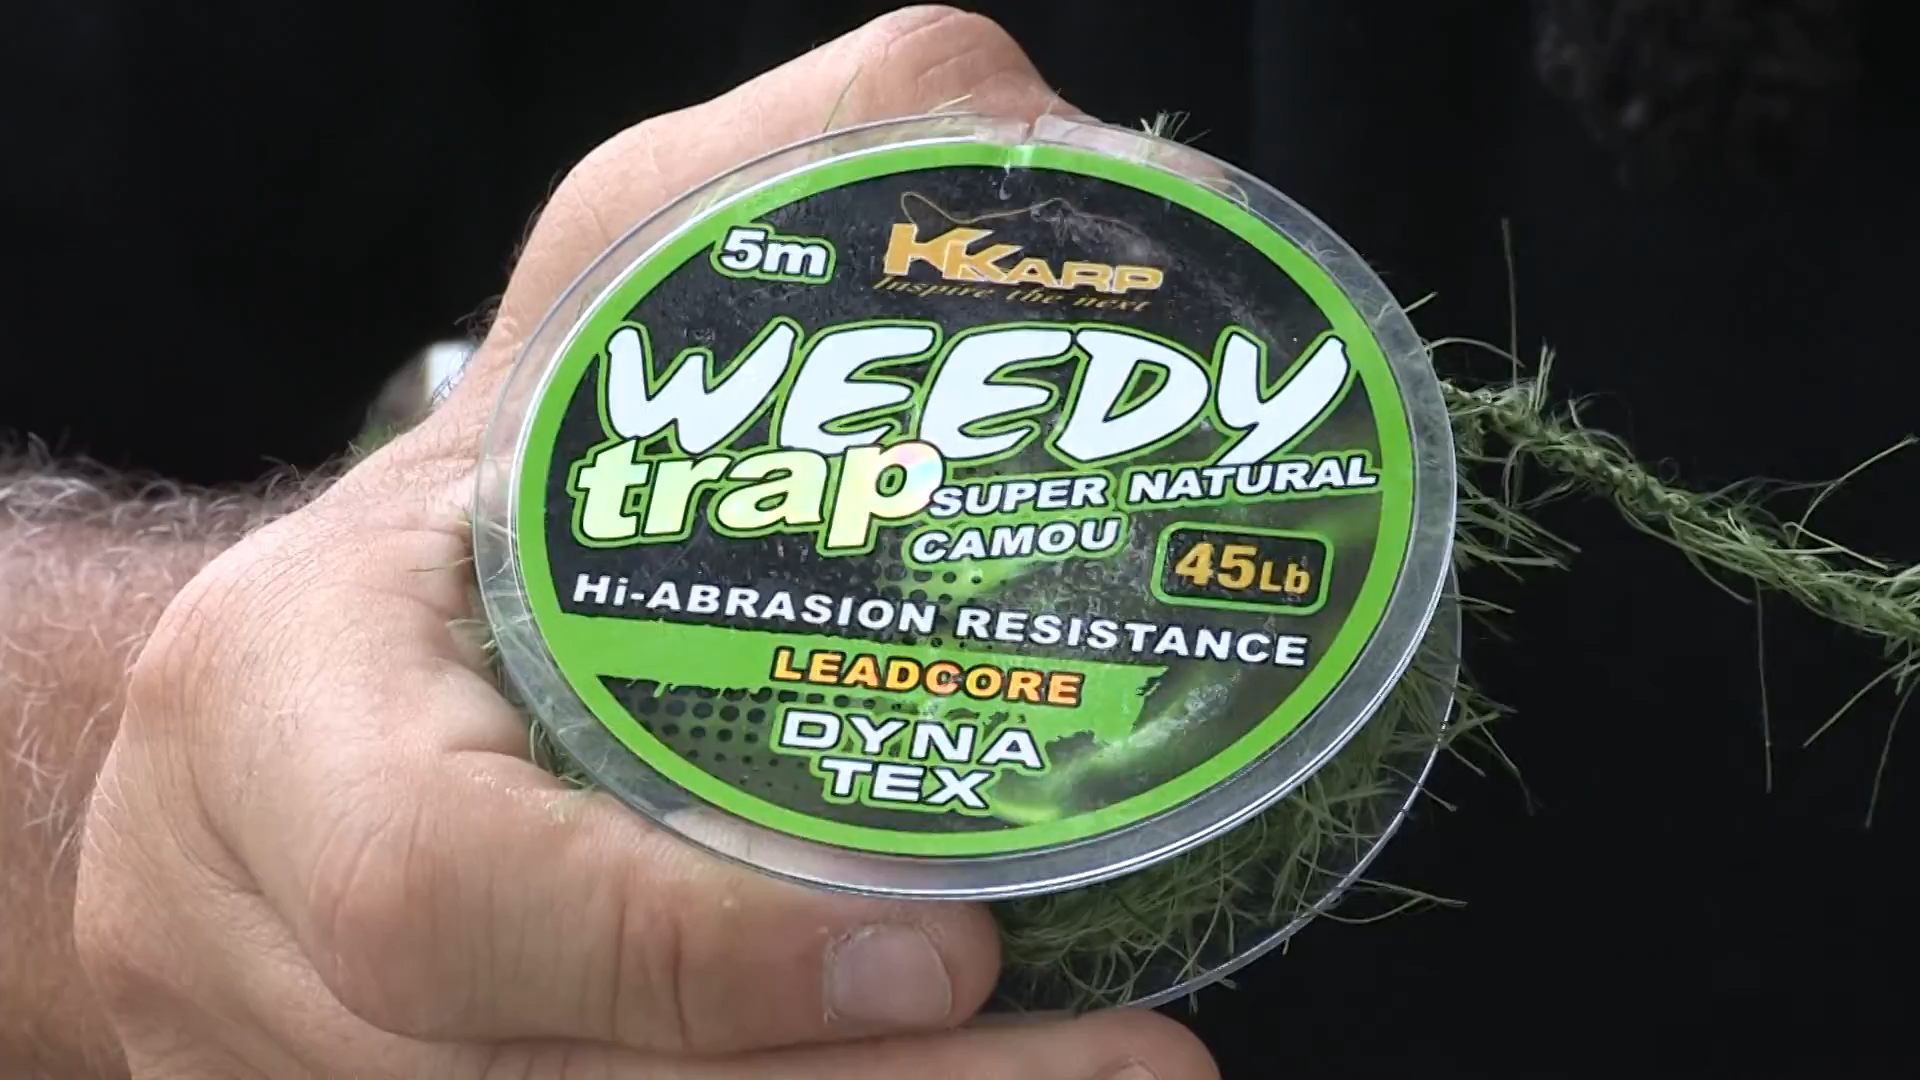 5m
KKARP
Inspire the next
WEEDY
trap
SUPER NATURAL
CAMOU
45Lb
Hi-ABRASION RESISTANCE
LEADCORE
DYNA
TEX